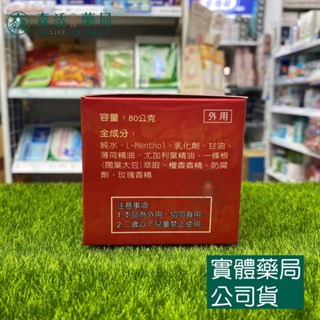 森活藥局
容量：80公克
外用
全成分：
純水、L-Menthol、乳化劑、甘油、
薄荷精油、尤加利葉精油、一條根
(闊葉大豆)萃取、檀香香精、防腐
劑、玫瑰香精
注意事項
1.本品為外用，切勿食用。
2.二歲以下兒童禁止使用。
實體藥局
公司貨